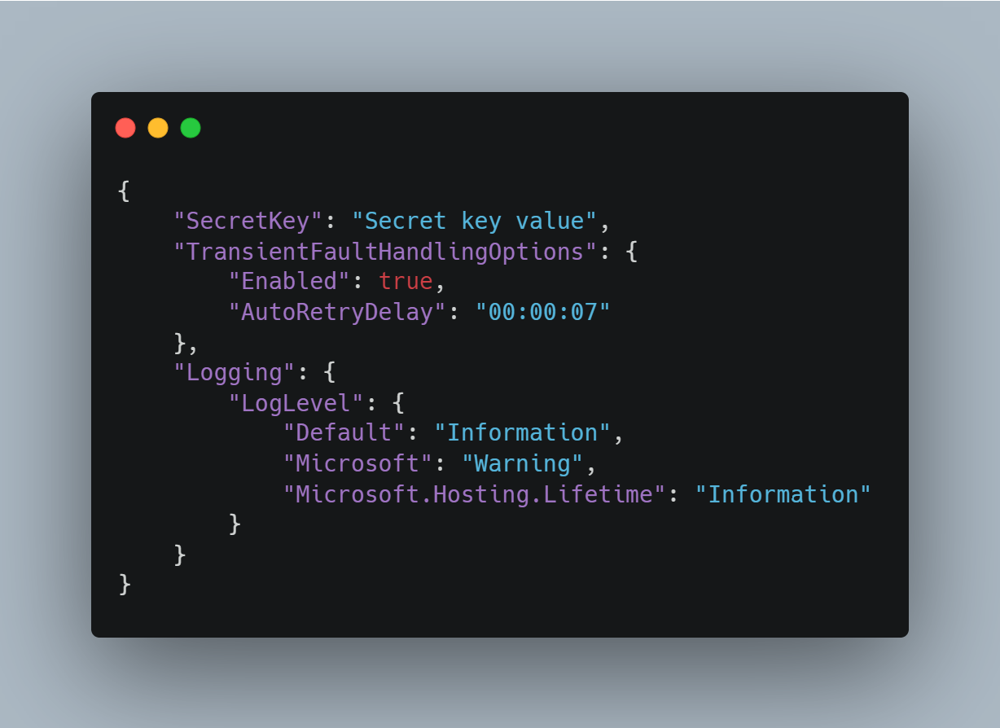 {
    "SecretKey": "Secret key value",
    "TransientFaultHandlingOptions": {
        "Enabled": true,
        "AutoRetryDelay": "00:00:07"
    },
    "Logging": {
        "LogLevel": {
            "Default": "Information",
            "Microsoft": "Warning",
            "Microsoft.Hosting.Lifetime": "Information"
        }
    }
}